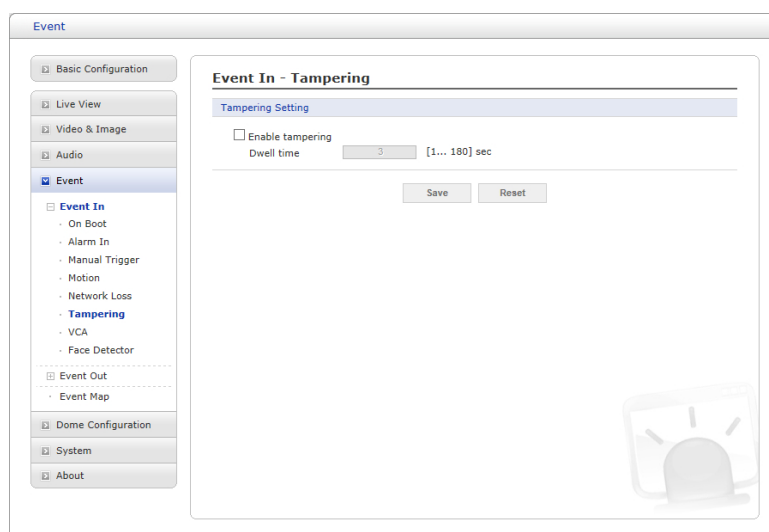 Event
Basic Configuration
Live View
Video & Image
Audio
Event
Event In
· On Boot
· Alarm In
· Manual Trigger
· Motion
· Network Loss
· Tampering
· VCA
· Face Detector
Event Out
· Event Map
Dome Configuration
System
About
Event In - Tampering
Tampering Setting
Enable tampering
Dwell time 3 [1... 180] sec
Save Reset